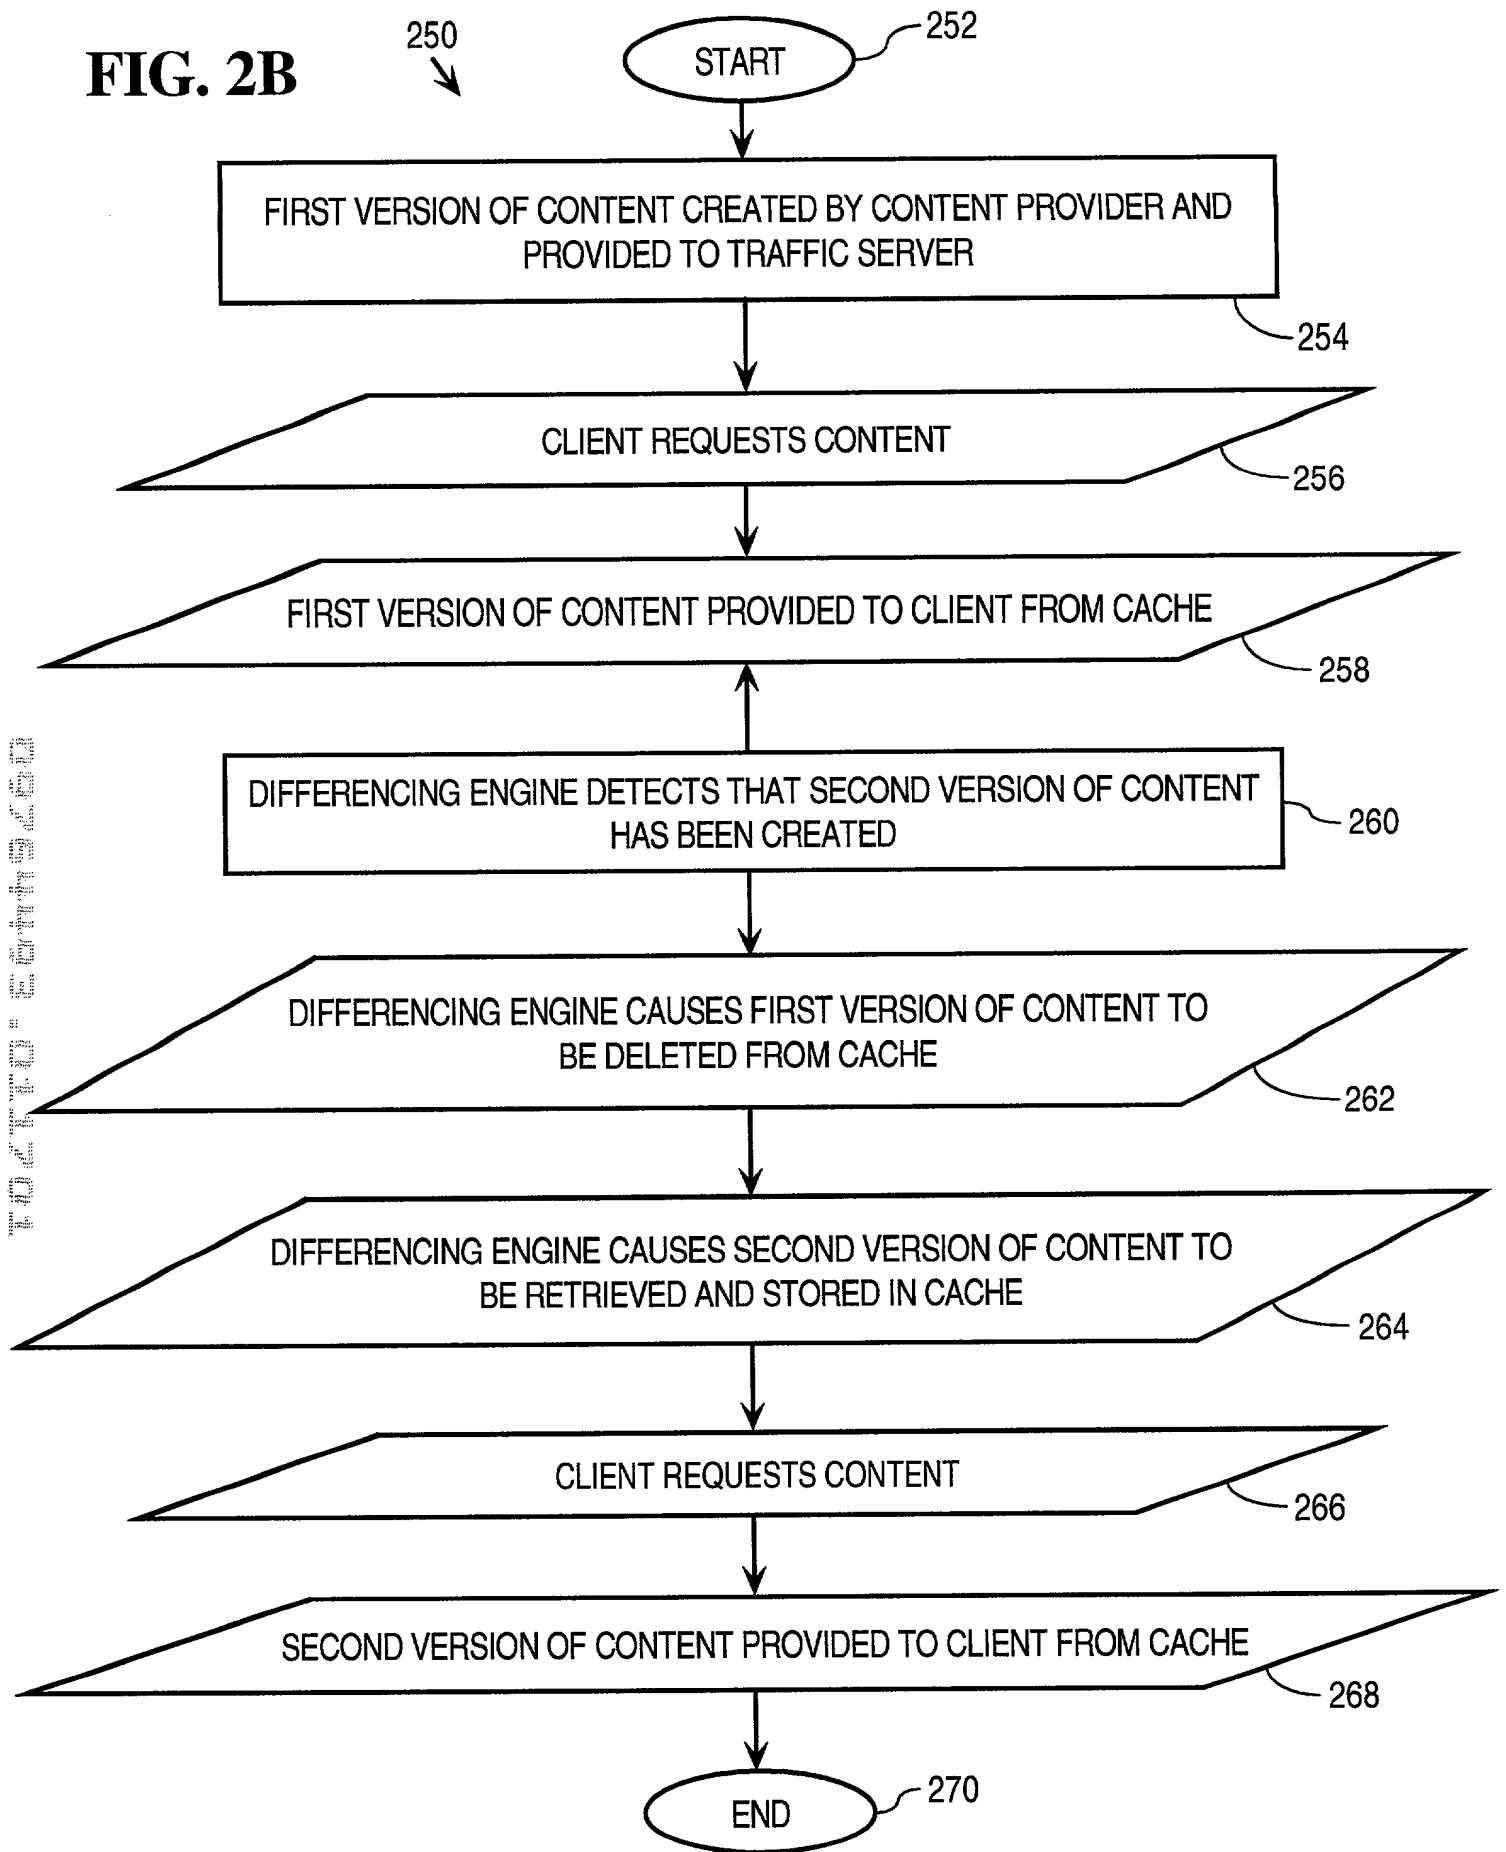 FIG. 2B
250
START
252
FIRST VERSION OF CONTENT CREATED BY CONTENT PROVIDER AND
PROVIDED TO TRAFFIC SERVER
254
CLIENT REQUESTS CONTENT
256
FIRST VERSION OF CONTENT PROVIDED TO CLIENT FROM CACHE
258
DIFFERENCING ENGINE DETECTS THAT SECOND VERSION OF CONTENT
HAS BEEN CREATED
260
DIFFERENCING ENGINE CAUSES FIRST VERSION OF CONTENT TO
BE DELETED FROM CACHE
262
DIFFERENCING ENGINE CAUSES SECOND VERSION OF CONTENT TO
BE RETRIEVED AND STORED IN CACHE
264
CLIENT REQUESTS CONTENT
266
SECOND VERSION OF CONTENT PROVIDED TO CLIENT FROM CACHE
268
END
270